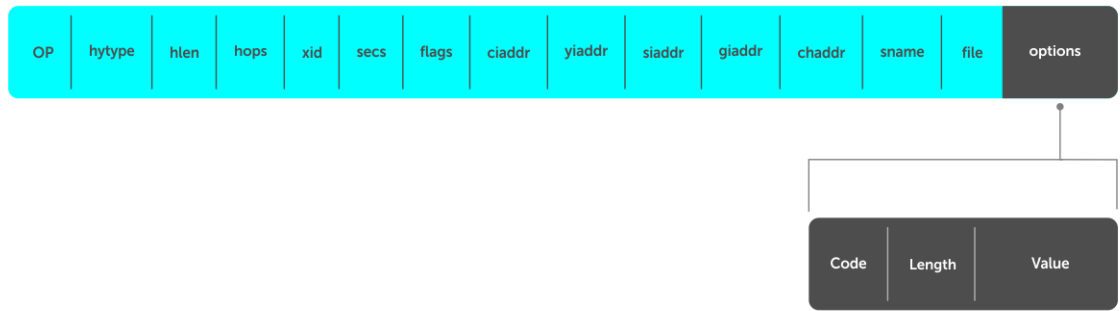 OP hytype hlen hops xid secs flags ciaddr yiaddr siaddr giaddr chaddr sname file options
Code Length Value